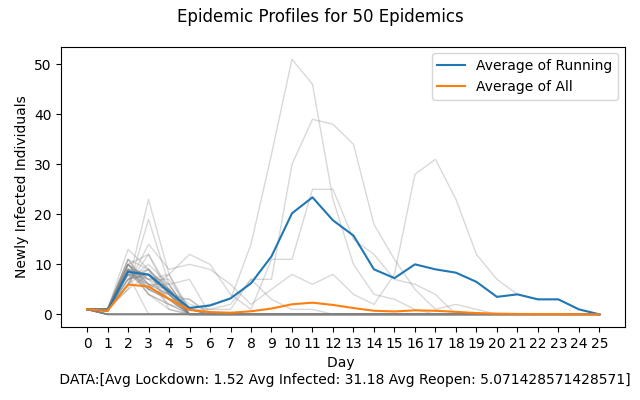 Epidemic Profiles for 50 Epidemics
Average of Running
Average of All
Newly Infected Individuals
50
40
30
20
10
0
0 1 2 3 4 5 6 7 8 9 10 11 12 13 14 15 16 17 18 19 20 21 22 23 24 25
Day
DATA:[Avg Lockdown: 1.52 Avg Infected: 31.18 Avg Reopen: 5.071428571428571]